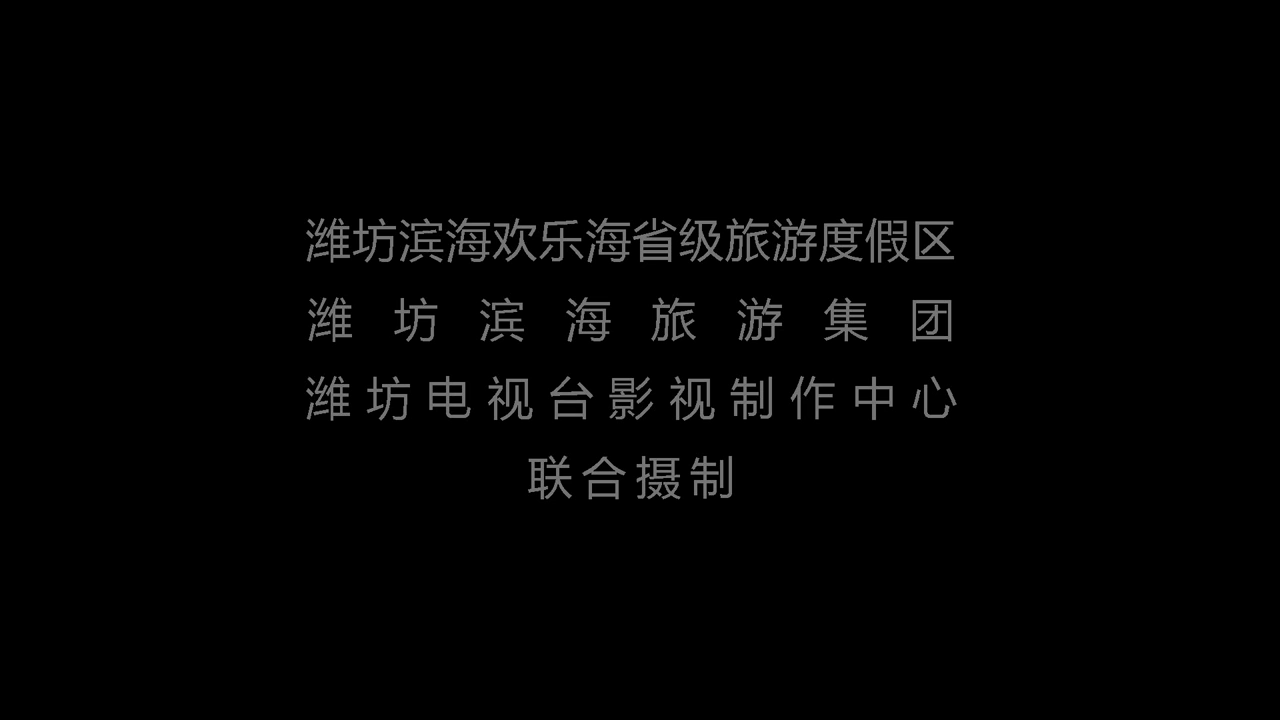 潍坊滨海欢乐海省级旅游度假区
潍坊滨海旅游集团
潍坊电视台影视制作中心
联合摄制